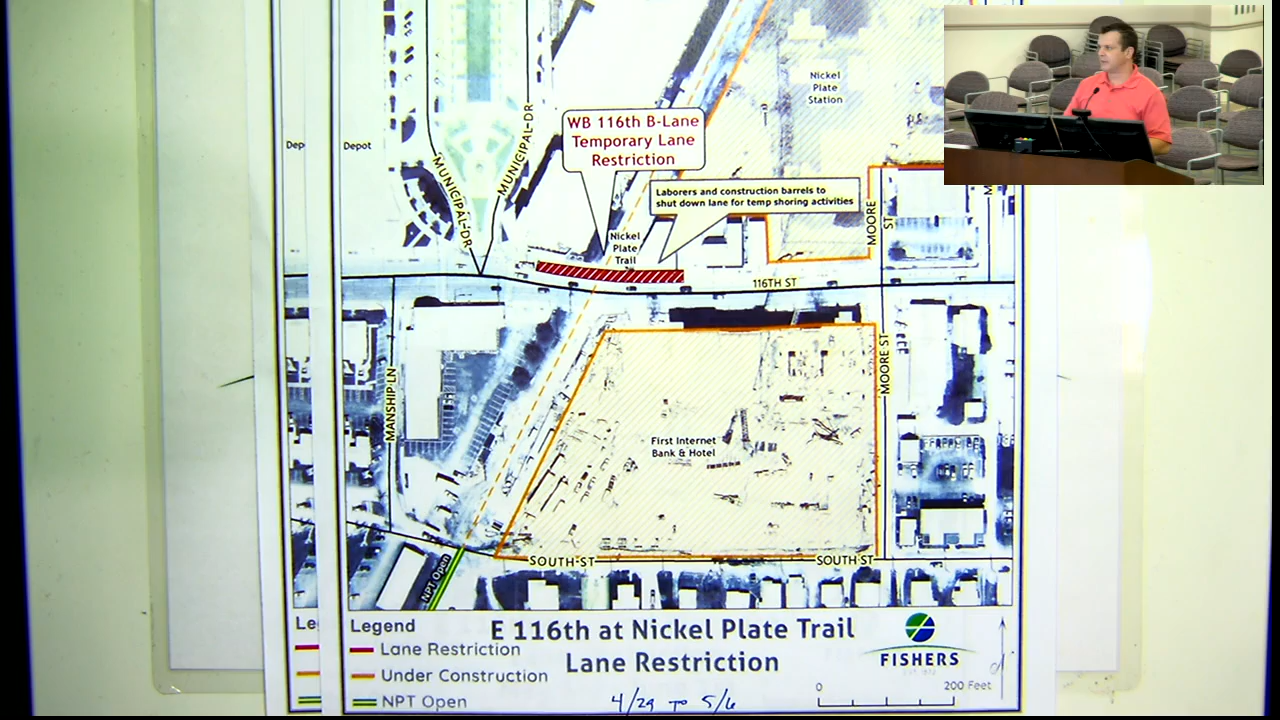 Nickel
Plate
Station
WB 116th B-Lane
Temporary Lane
Restriction
MUNICIPAL-DR
MUNICIPAL-DR
Dep
Depot
Laborers and construction barrels to
shut down lane for temp shoring activities
MOORE
ST
M
Nickel
Plate
Trail
116TH ST
MANSHIP LN
MOORE ST
First Internet
Bank & Hotel
NPT Open
SOUTH-ST
SOUTH ST
Le
Legend
Lane Restriction
Under Construction
NPT Open
E 116th at Nickel Plate Trail
Lane Restriction
4/29 to 5/6
FISHERS
0
200 Feet